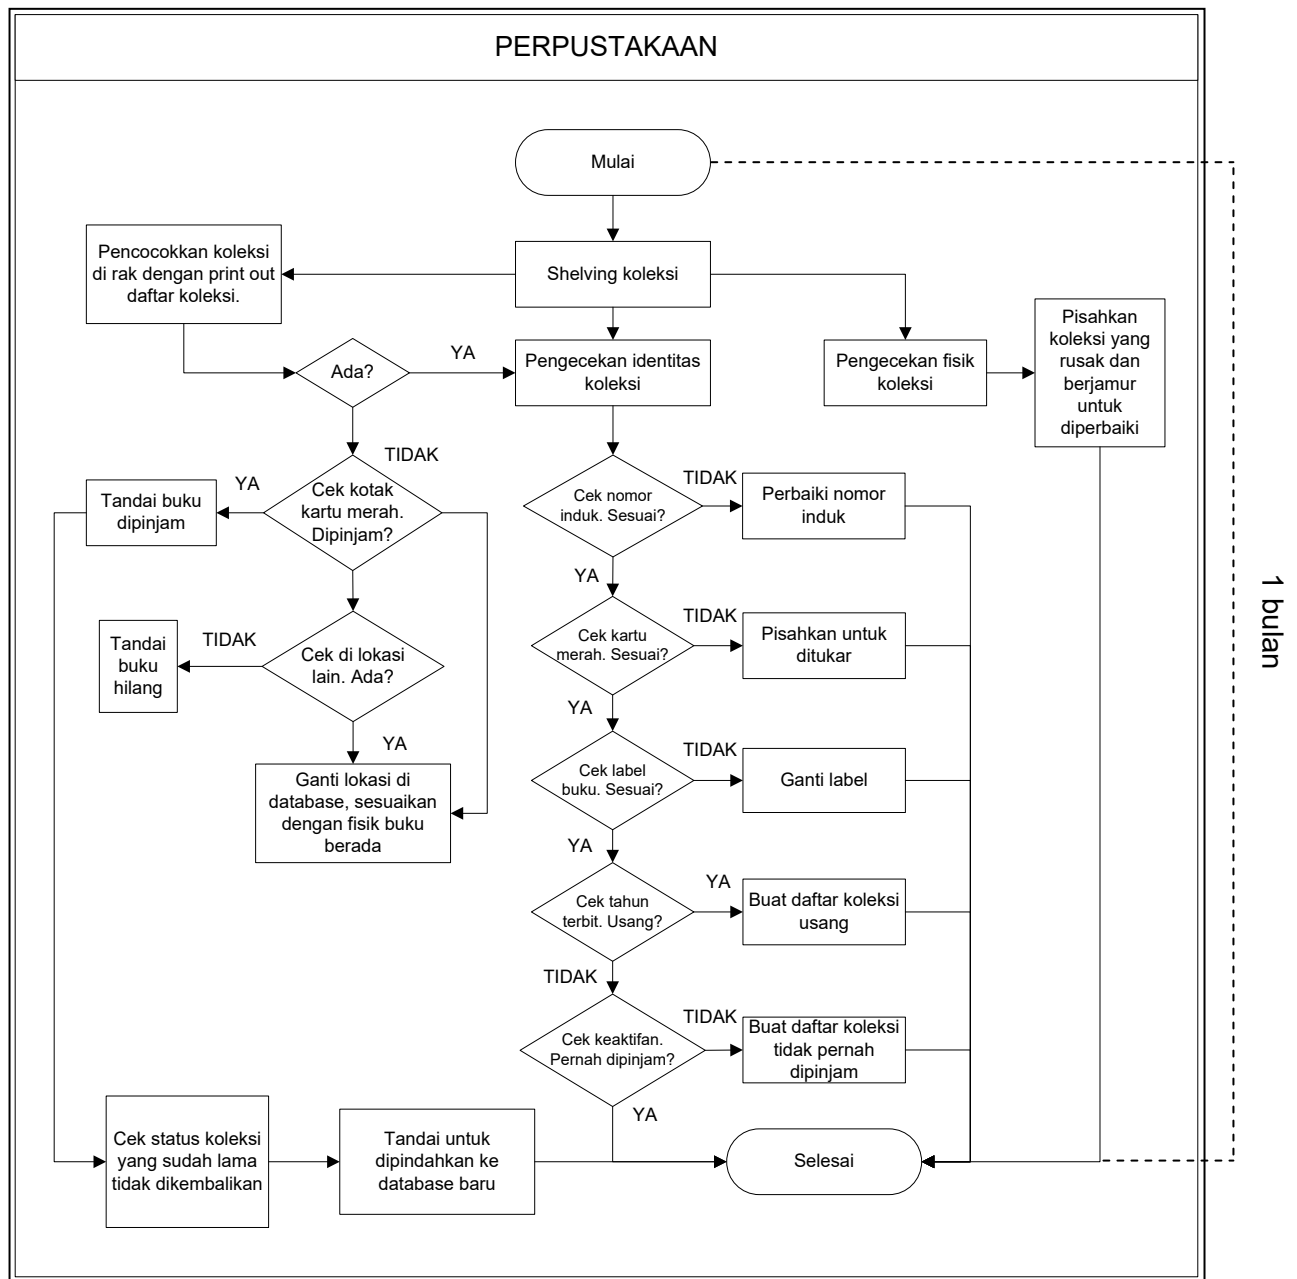 PERPUSTAKAAN
Mulai
Pencocokkan koleksi
di rak dengan print out
daftar koleksi.
Shelving koleksi
Pisahkan
koleksi yang
rusak dan
berjamur
untuk
diperbaiki
Ada?
YA
Pengecekan identitas
koleksi
Pengecekan fisik
koleksi
TIDAK
Cek kotak
kartu merah.
Dipinjam?
YA
Tandai buku
dipinjam
Cek nomor
induk. Sesuai?
TIDAK
Perbaiki nomor
induk
YA
Tandai
buku
hilang
TIDAK
Cek di lokasi
lain. Ada?
Cek kartu
merah. Sesuai?
TIDAK
Pisahkan untuk
ditukar
1 bulan
YA
YA
Ganti lokasi di
database, sesuaikan
dengan fisik buku
berada
Cek label
buku. Sesuai?
TIDAK
Ganti label
YA
Cek tahun
terbit. Usang?
YA
Buat daftar koleksi
usang
TIDAK
Cek keaktifan.
Pernah dipinjam?
TIDAK
Buat daftar koleksi
tidak pernah
dipinjam
YA
Cek status koleksi
yang sudah lama
tidak dikembalikan
Tandai untuk
dipindahkan ke
database baru
Selesai